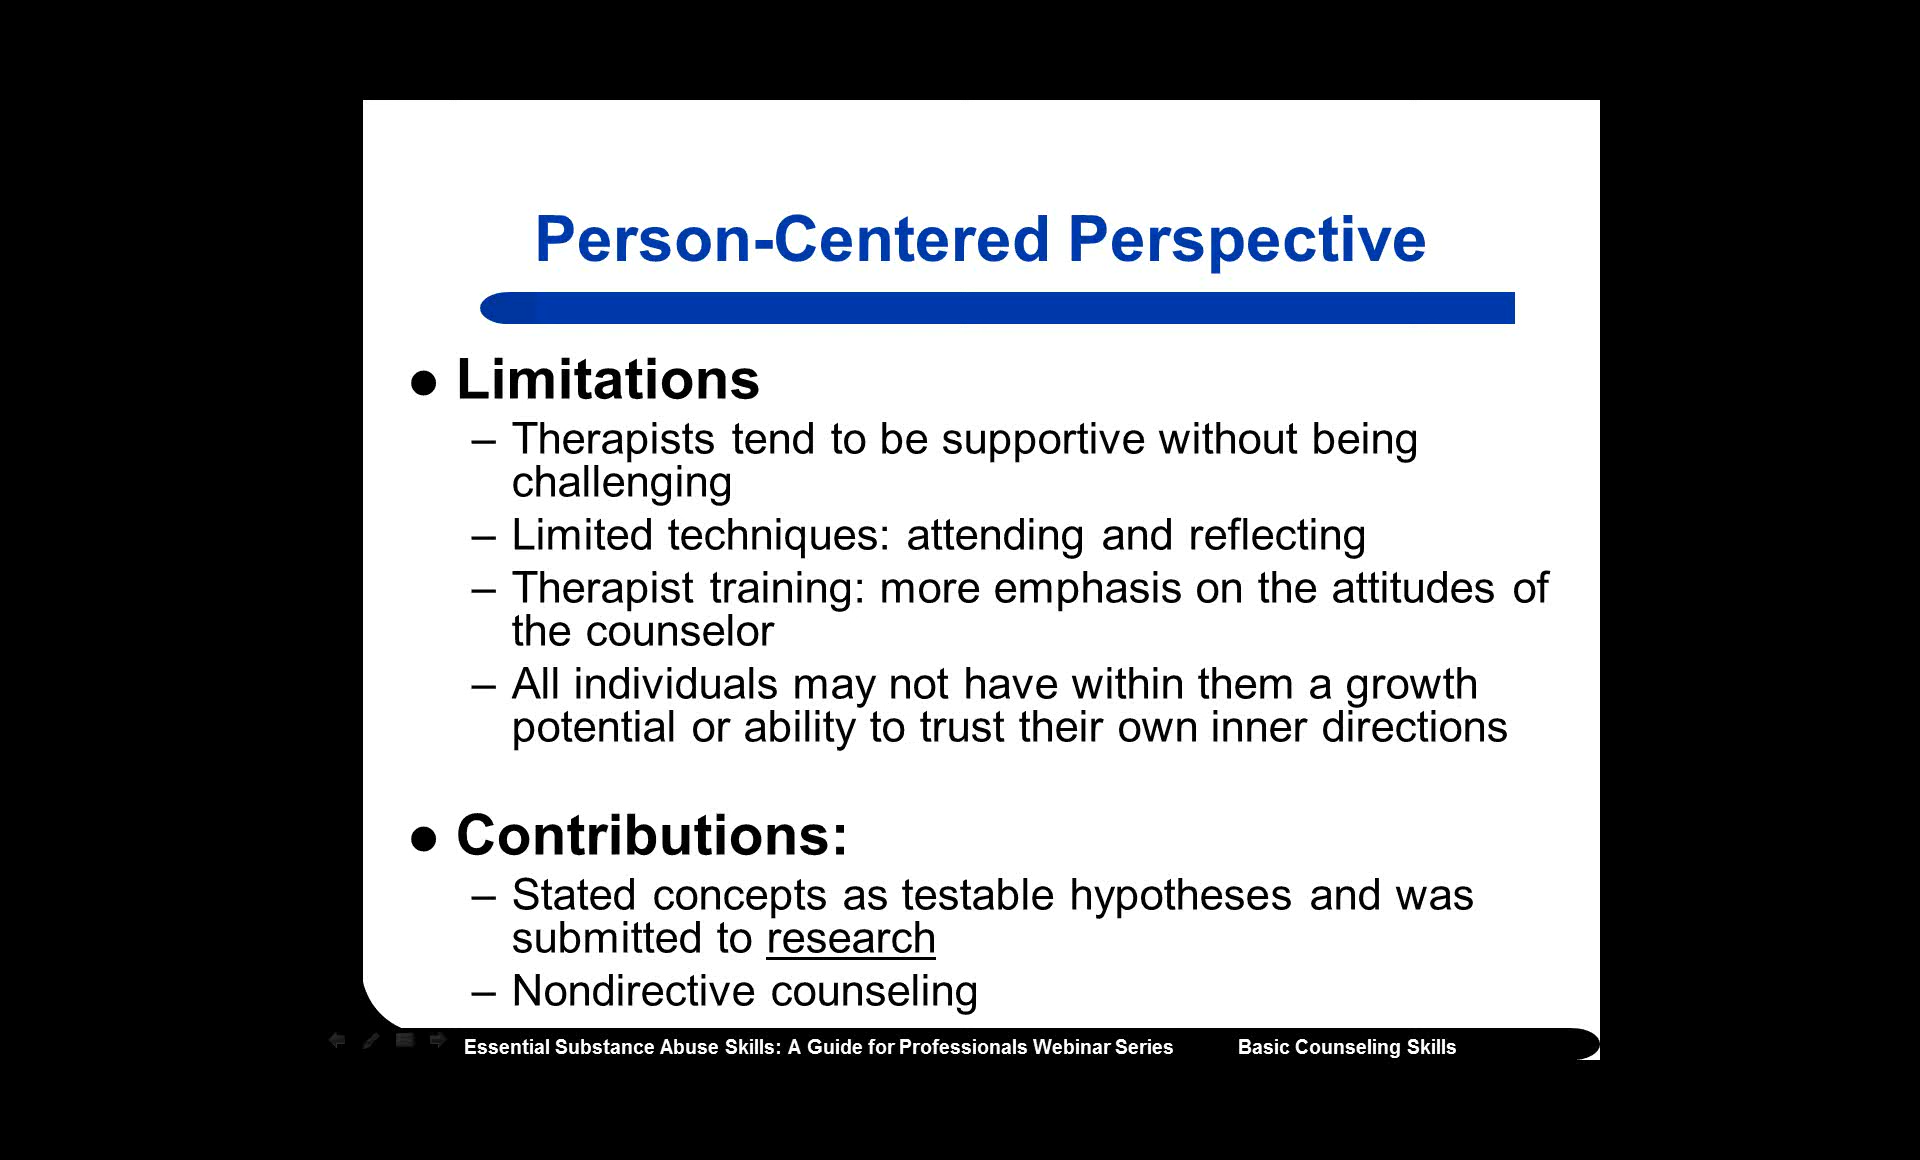 Person-Centered Perspective
● Limitations
– Therapists tend to be supportive without being
challenging
– Limited techniques: attending and reflecting
– Therapist training: more emphasis on the attitudes of
the counselor
– All individuals may not have within them a growth
potential or ability to trust their own inner directions
● Contributions:
– Stated concepts as testable hypotheses and was
submitted to research
– Nondirective counseling
Essential Substance Abuse Skills: A Guide for Professionals Webinar Series Basic Counseling Skills